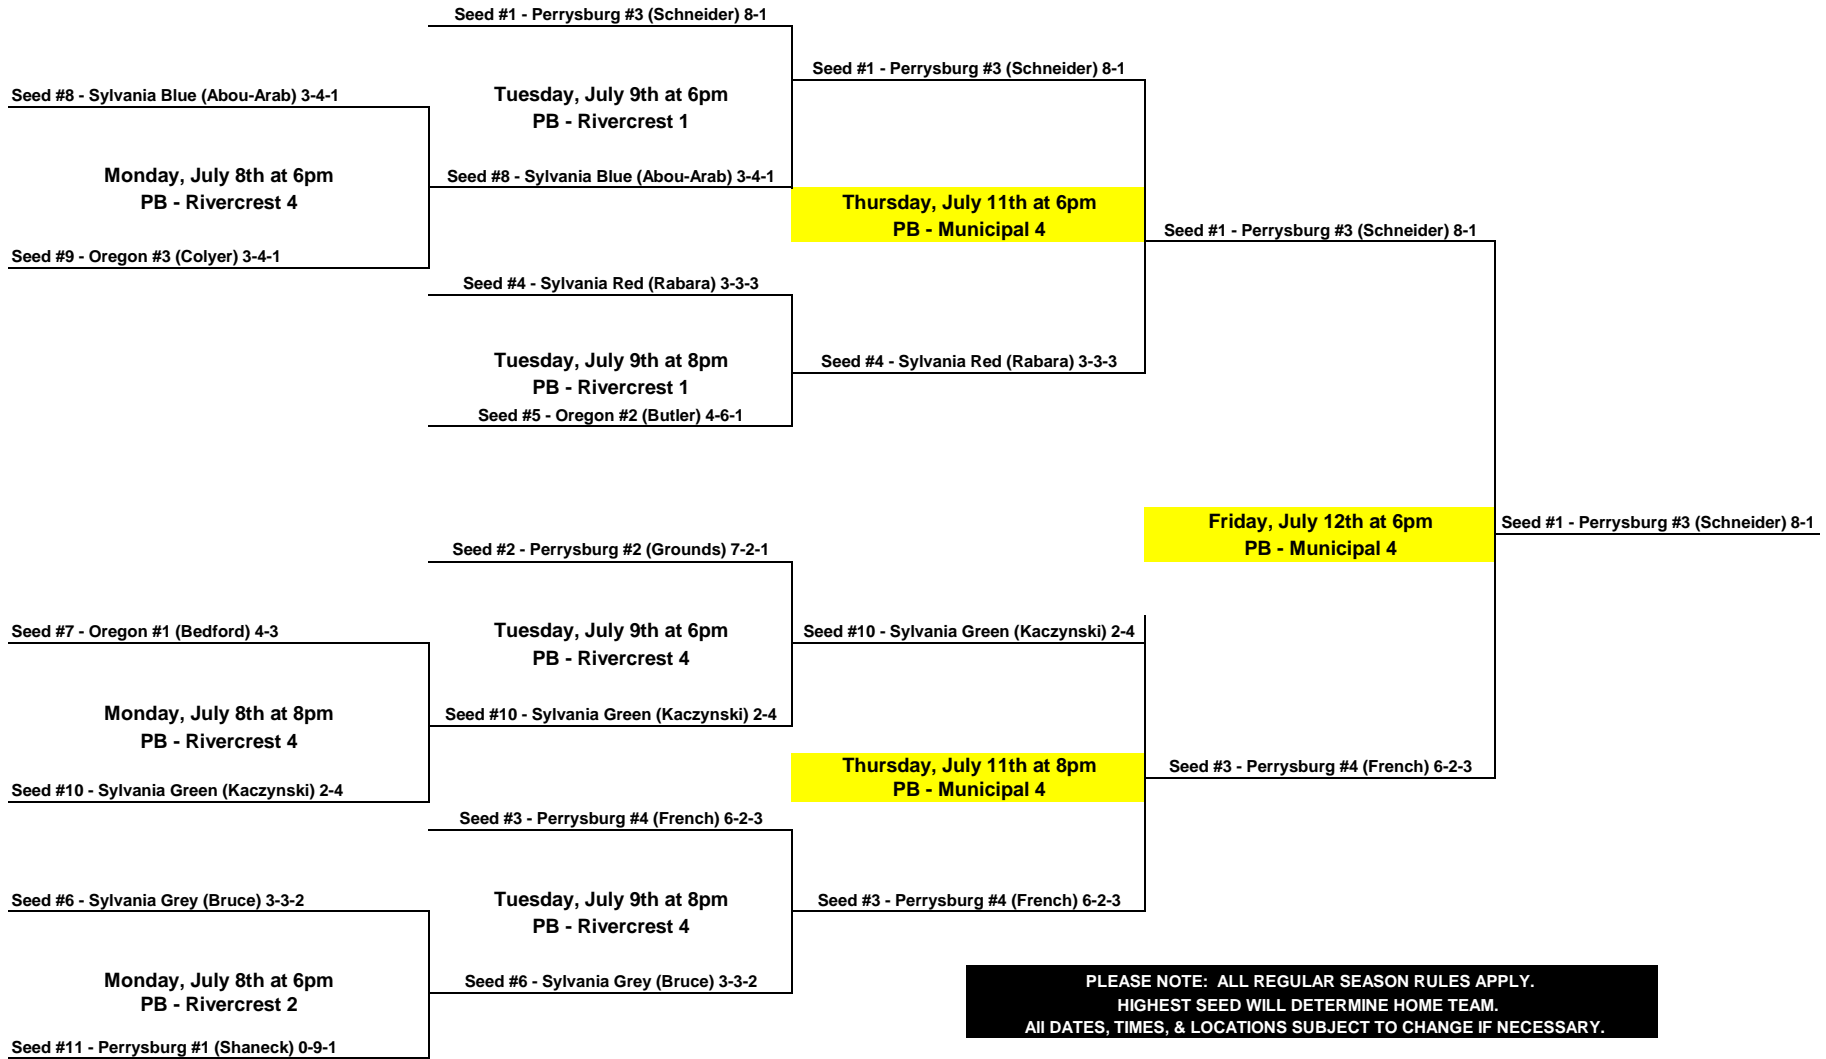 Seed #1 - Perrysburg #3 (Schneider) 8-1
Seed #1 - Perrysburg #3 (Schneider) 8-1
Seed #8 - Sylvania Blue (Abou-Arab) 3-4-1
Tuesday, July 9th at 6pm
PB - Rivercrest 1
Monday, July 8th at 6pm
PB - Rivercrest 4
Seed #8 - Sylvania Blue (Abou-Arab) 3-4-1
Thursday, July 11th at 6pm
PB - Municipal 4
Seed #1 - Perrysburg #3 (Schneider) 8-1
Seed #9 - Oregon #3 (Colyer) 3-4-1
Seed #4 - Sylvania Red (Rabara) 3-3-3
Tuesday, July 9th at 8pm
PB - Rivercrest 1
Seed #4 - Sylvania Red (Rabara) 3-3-3
Seed #5 - Oregon #2 (Butler) 4-6-1
Friday, July 12th at 6pm
PB - Municipal 4
Seed #1 - Perrysburg #3 (Schneider) 8-1
Seed #2 - Perrysburg #2 (Grounds) 7-2-1
Seed #7 - Oregon #1 (Bedford) 4-3
Tuesday, July 9th at 6pm
PB - Rivercrest 4
Seed #10 - Sylvania Green (Kaczynski) 2-4
Monday, July 8th at 8pm
PB - Rivercrest 4
Seed #10 - Sylvania Green (Kaczynski) 2-4
Thursday, July 11th at 8pm
PB - Municipal 4
Seed #3 - Perrysburg #4 (French) 6-2-3
Seed #10 - Sylvania Green (Kaczynski) 2-4
Seed #3 - Perrysburg #4 (French) 6-2-3
Seed #6 - Sylvania Grey (Bruce) 3-3-2
Tuesday, July 9th at 8pm
PB - Rivercrest 4
Seed #3 - Perrysburg #4 (French) 6-2-3
Monday, July 8th at 6pm
PB - Rivercrest 2
Seed #6 - Sylvania Grey (Bruce) 3-3-2
Seed #11 - Perrysburg #1 (Shaneck) 0-9-1
PLEASE NOTE: ALL REGULAR SEASON RULES APPLY.
HIGHEST SEED WILL DETERMINE HOME TEAM.
All DATES, TIMES, & LOCATIONS SUBJECT TO CHANGE IF NECESSARY.